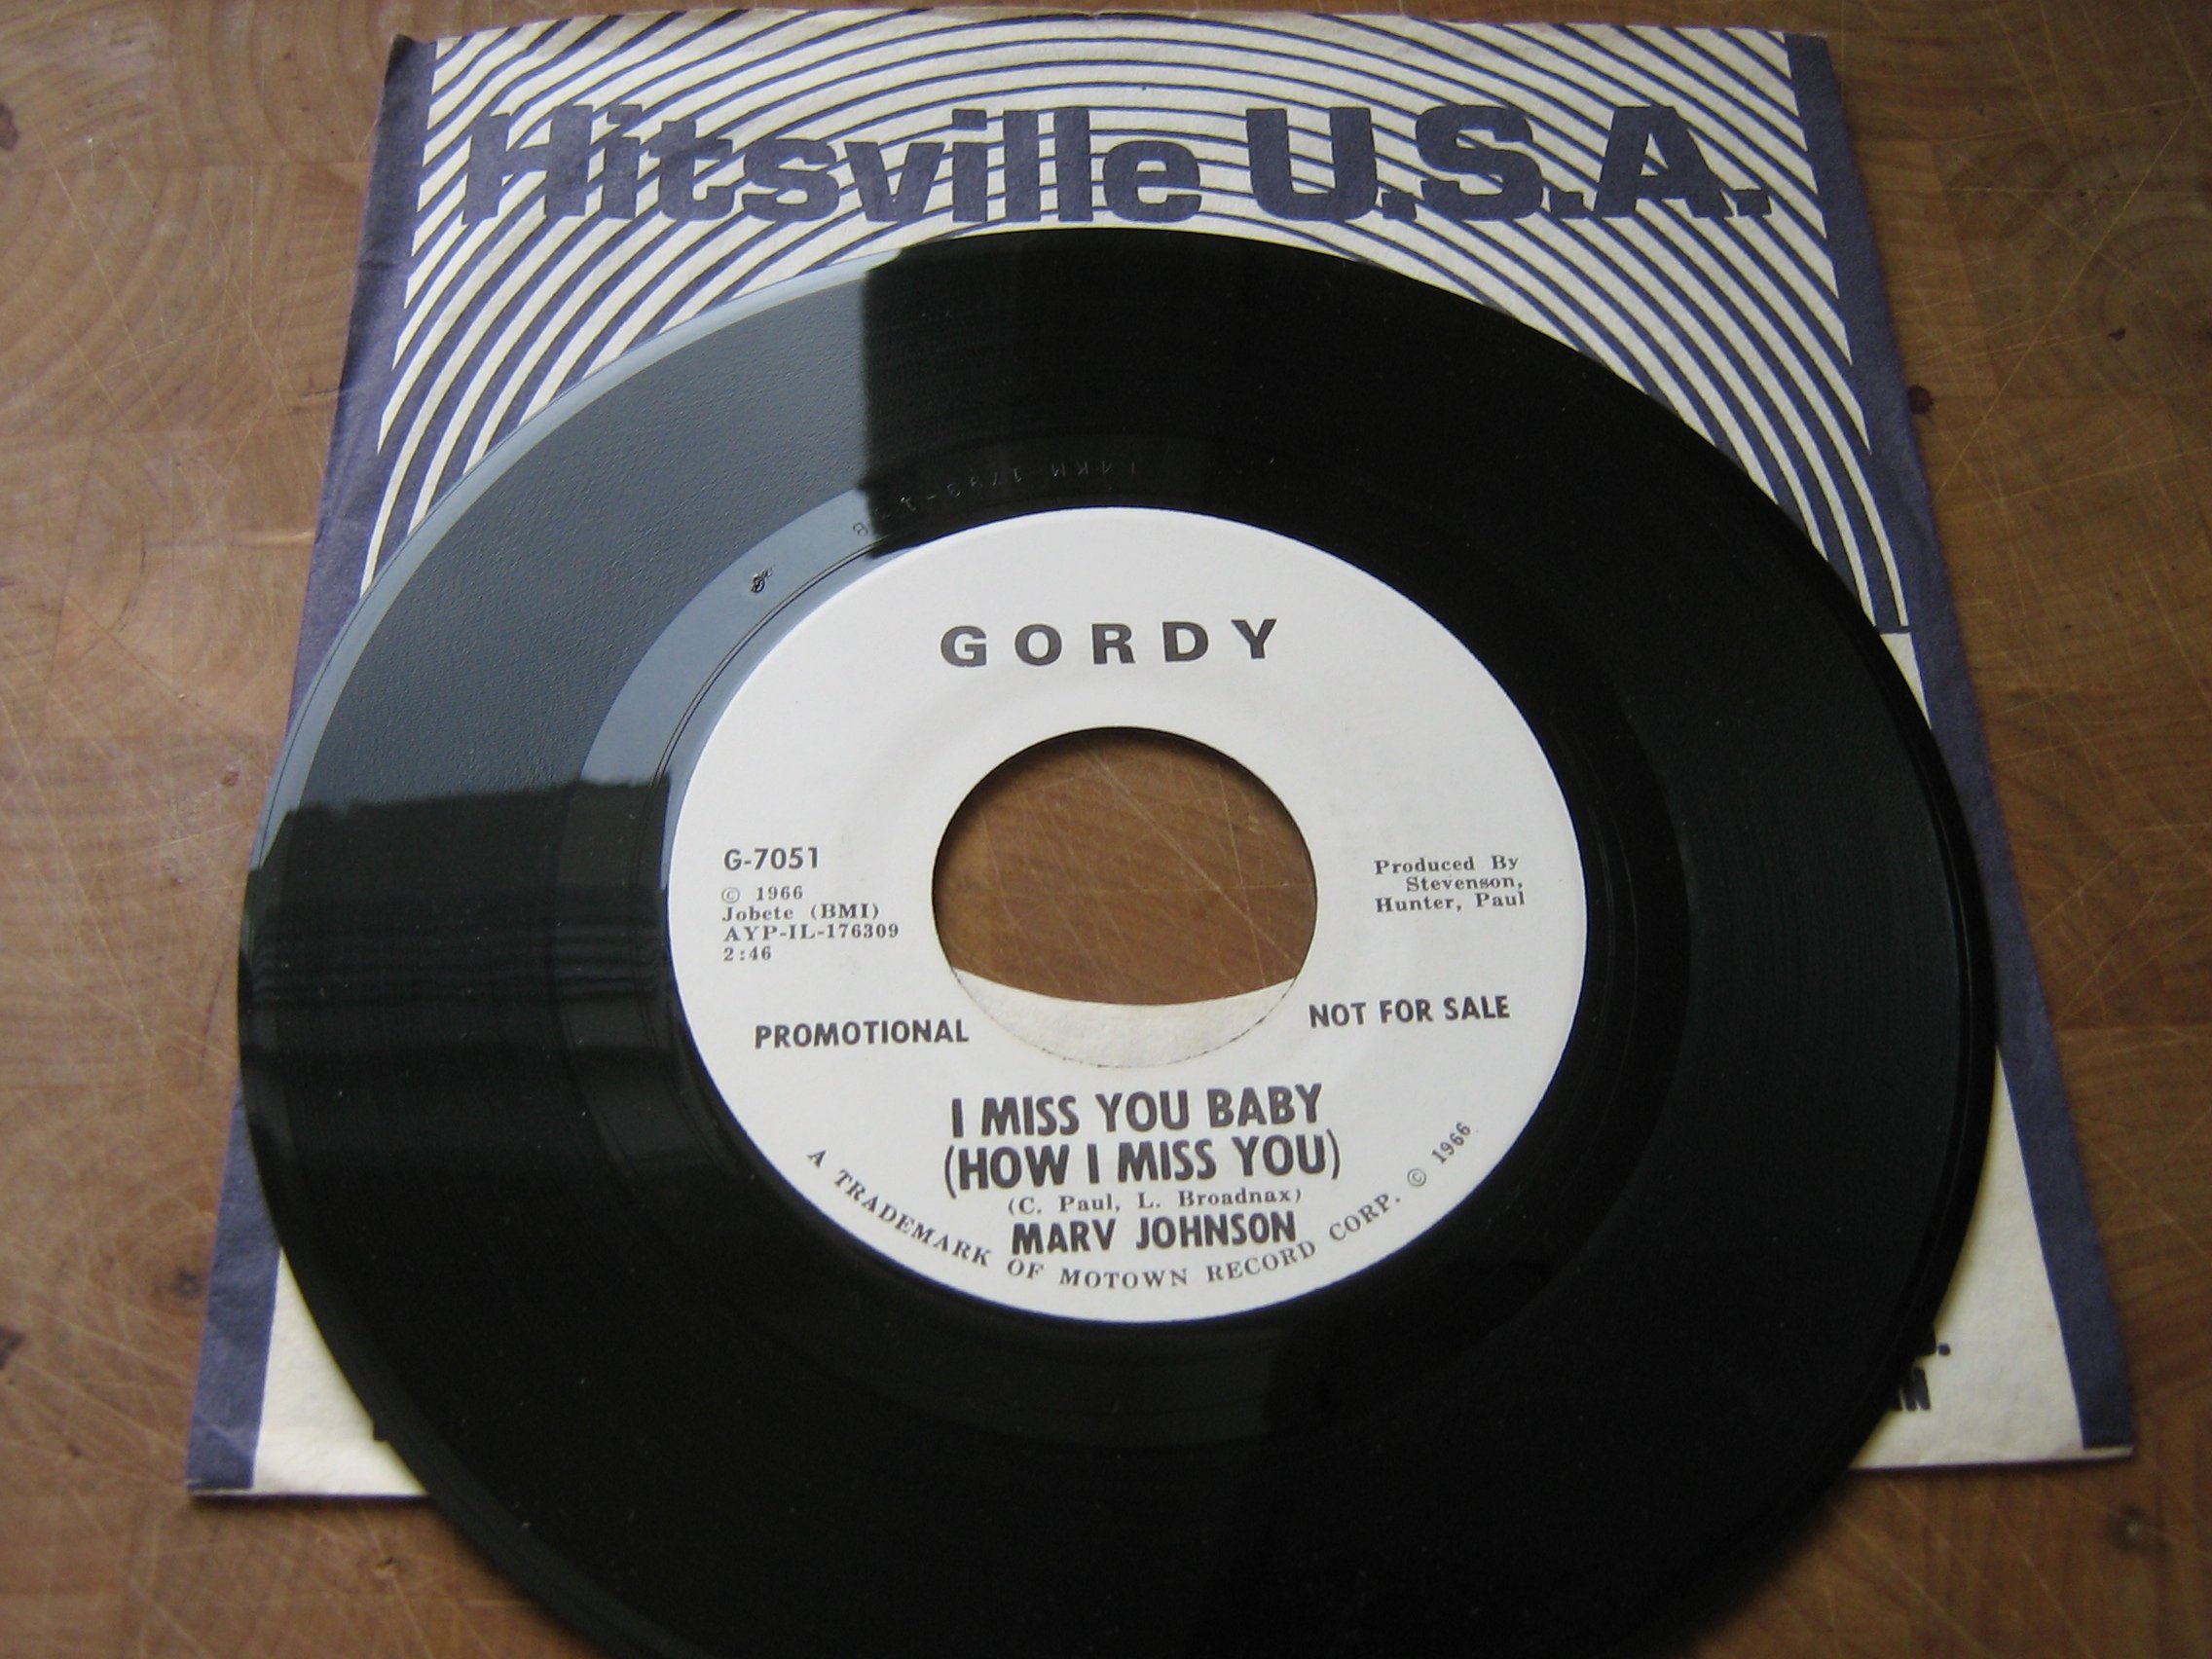 Hitsville U.S.A.
GORDY
G-7051
© 1966
Jobete (BMI)
AYP-IL-176309
2:46
Produced By
Stevenson,
Hunter, Paul
PROMOTIONAL
NOT FOR SALE
I MISS YOU BABY
(HOW I MISS YOU)
(C. Paul, L. Broadnax)
MARV JOHNSON
A TRADEMARK OF MOTOWN RECORD CORP. © 1966